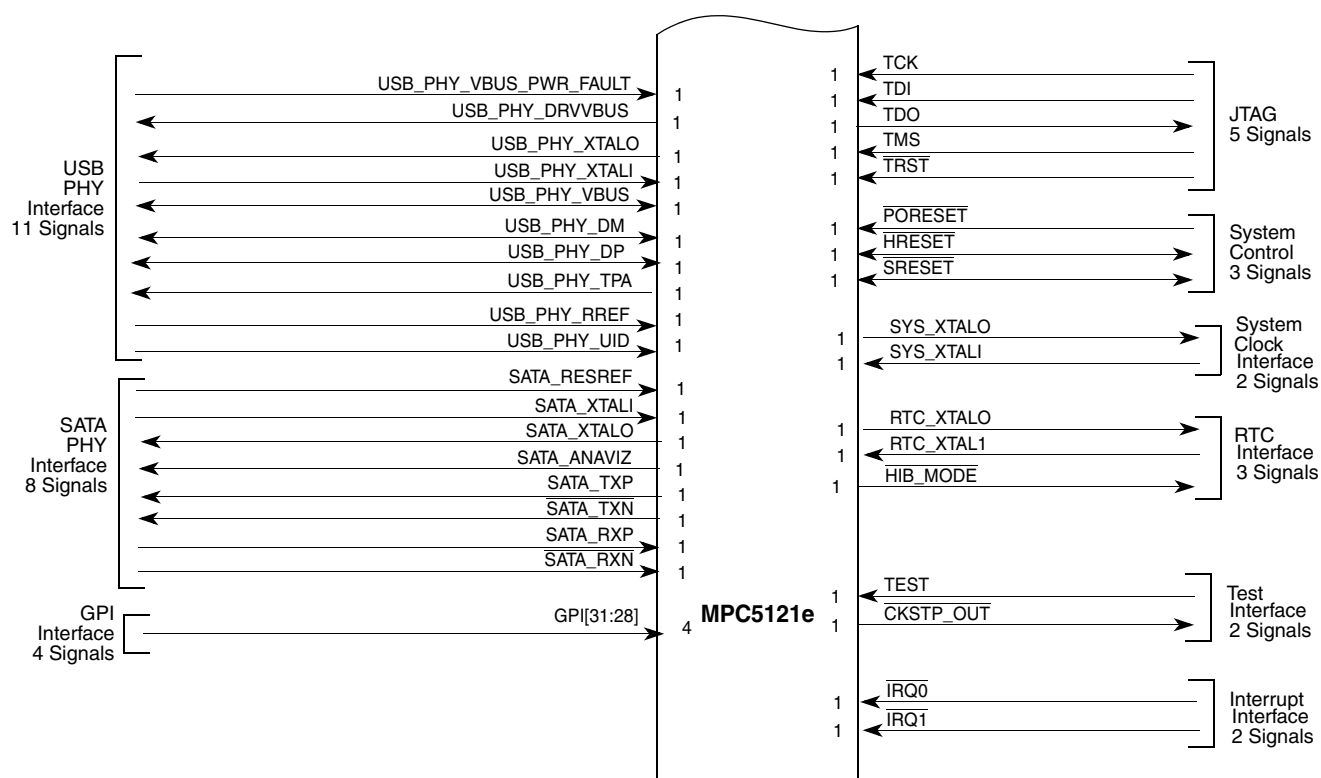 USB
PHY
Interface
11 Signals
USB_PHY_VBUS_PWR_FAULT 1
USB_PHY_DRVVBUS 1
USB_PHY_XTALO 1
USB_PHY_XTALI 1
USB_PHY_VBUS 1
USB_PHY_DM 1
USB_PHY_DP 1
USB_PHY_TPA 1
USB_PHY_RREF 1
USB_PHY_UID 1
SATA
PHY
Interface
8 Signals
SATA_RESREF 1
SATA_XTALI 1
SATA_XTALO 1
SATA_ANAVIZ 1
SATA_TXP 1
SATA_TXN 1
SATA_RXP 1
SATA_RXN 1
GPI
Interface
4 Signals
GPI[31:28] 4
MPC5121e
1 TCK
1 TDI
1 TDO
1 TMS
1 TRST
JTAG
5 Signals
1 PORESET
1 HRESET
1 SRESET
System
Control
3 Signals
1 SYS_XTALO
1 SYS_XTALI
System
Clock
Interface
2 Signals
1 RTC_XTALO
1 RTC_XTAL1
1 HIB_MODE
RTC
Interface
3 Signals
1 TEST
1 CKSTP_OUT
Test
Interface
2 Signals
1 IRQ0
1 IRQ1
Interrupt
Interface
2 Signals